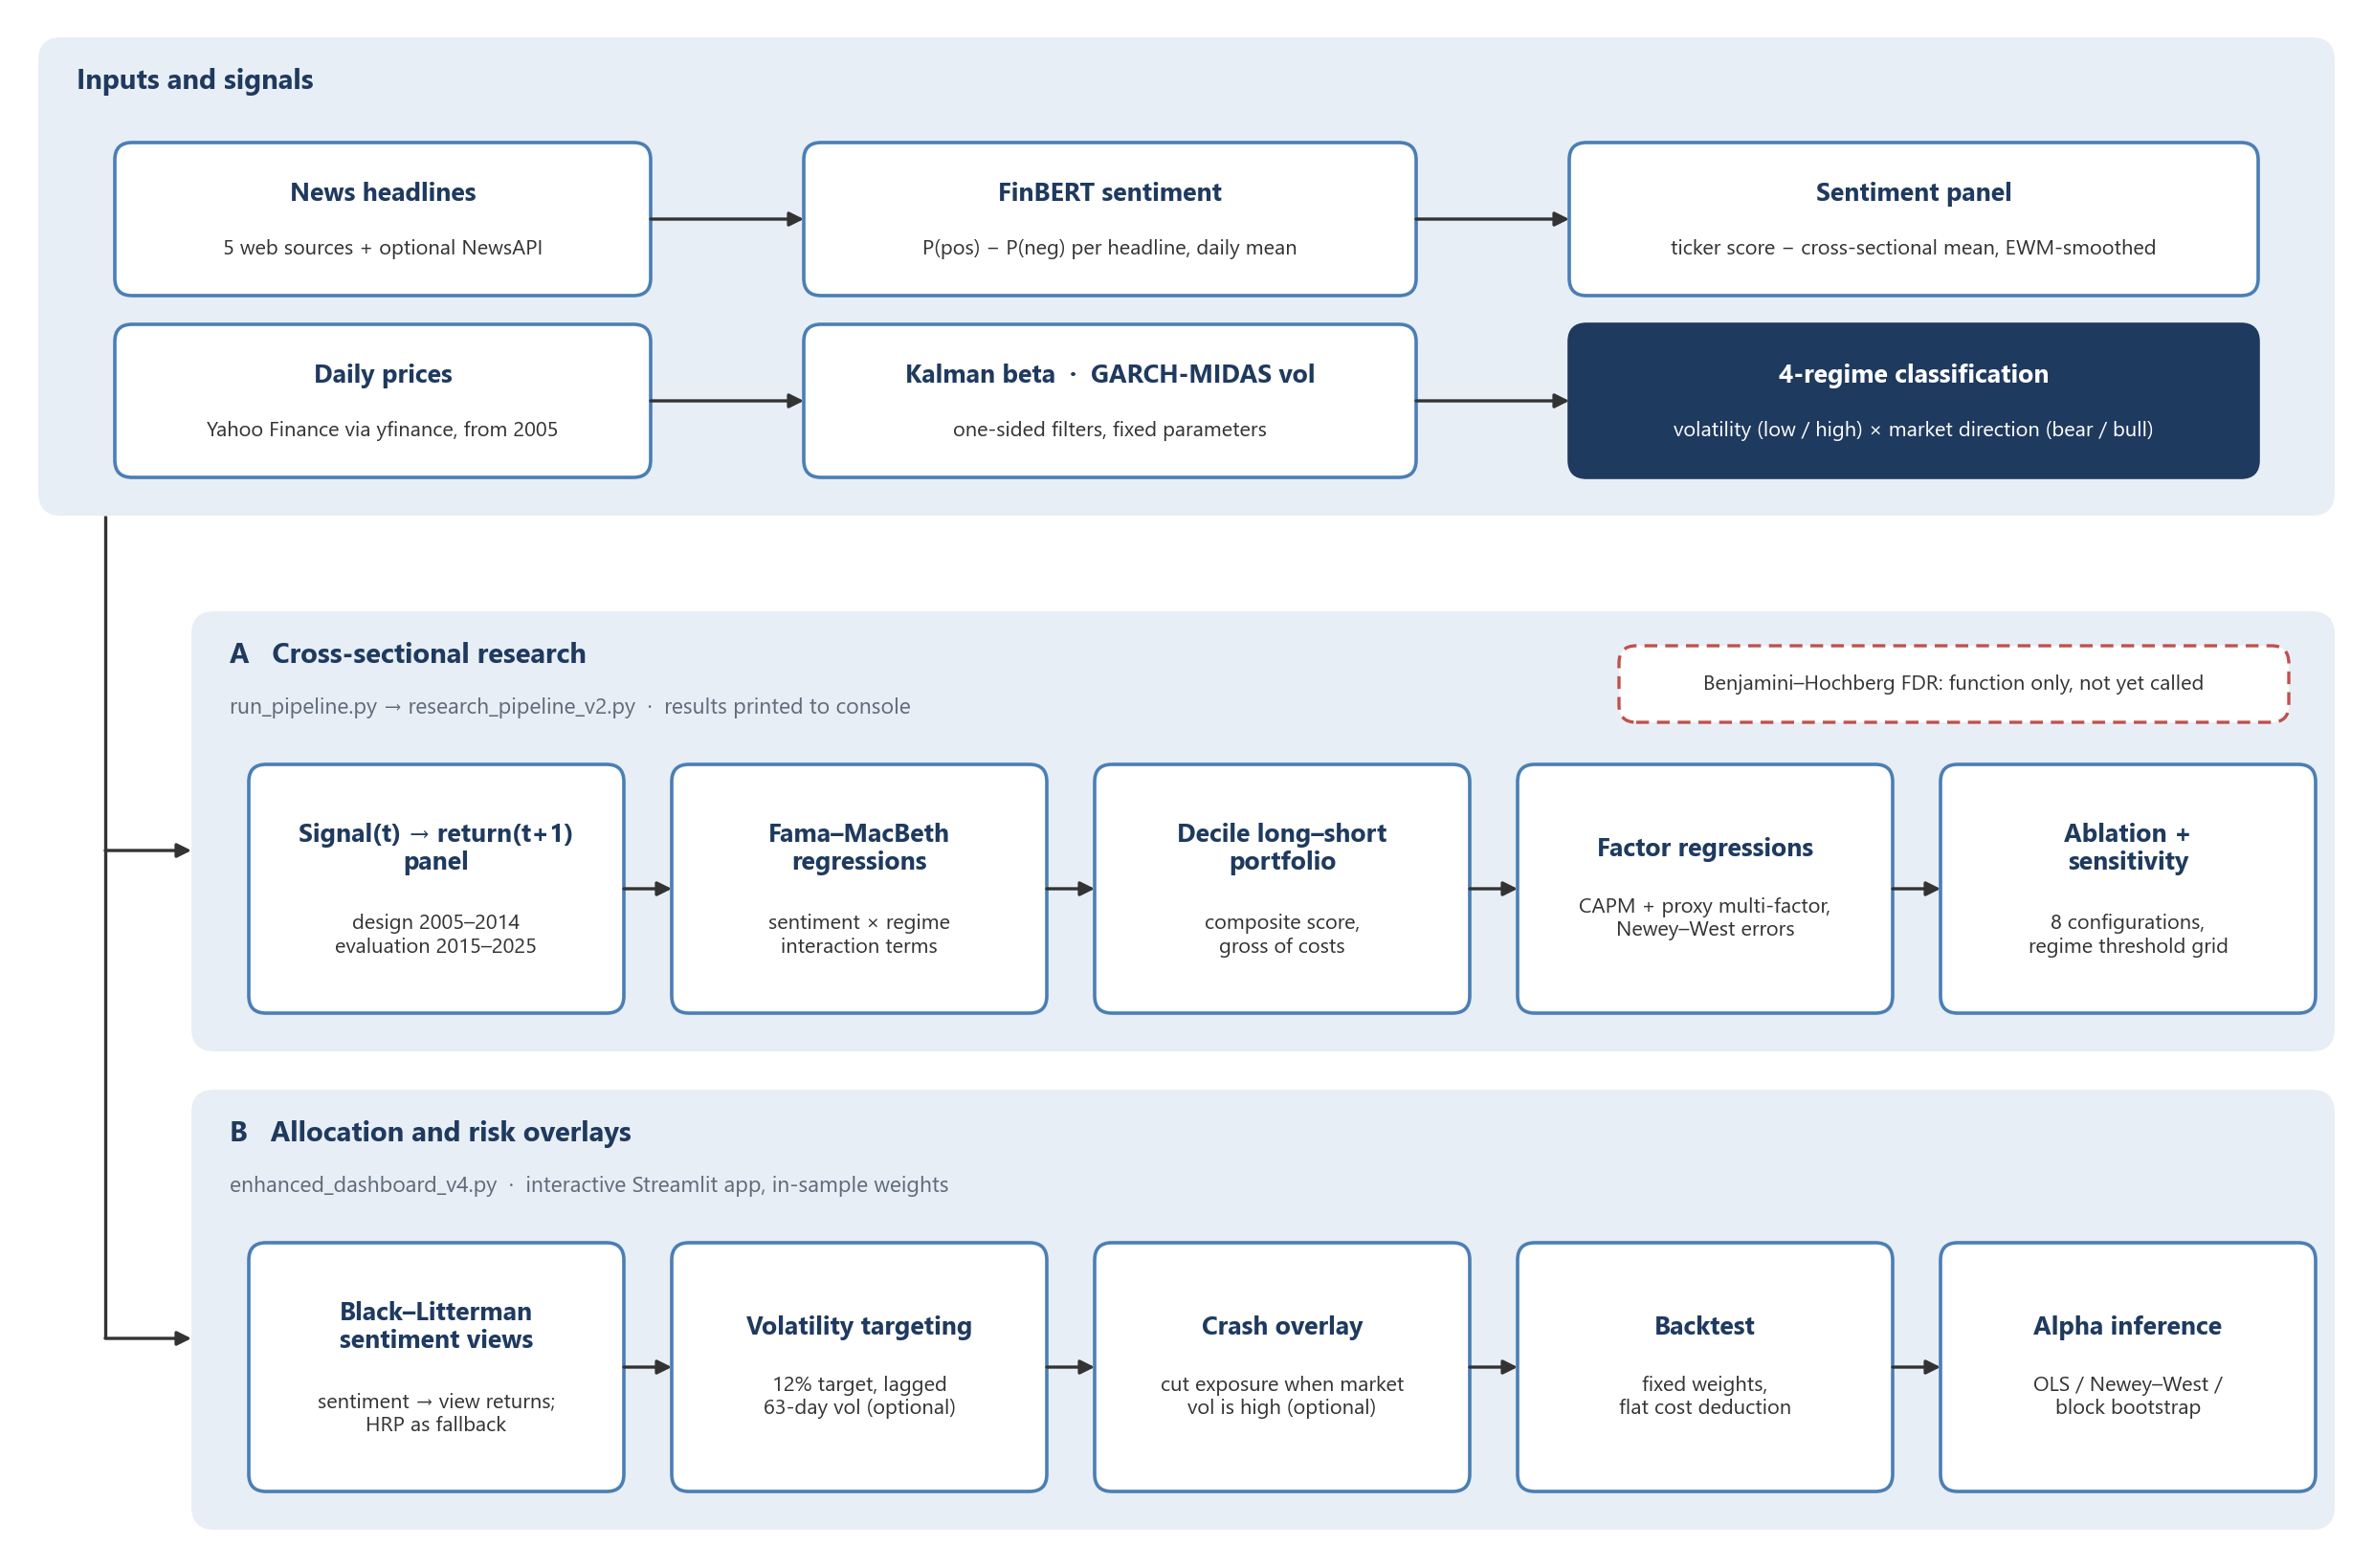 Inputs and signals
News headlines
5 web sources + optional NewsAPI
FinBERT sentiment
P(pos) − P(neg) per headline, daily mean
Sentiment panel
ticker score − cross-sectional mean, EWM-smoothed
Daily prices
Yahoo Finance via yfinance, from 2005
Kalman beta · GARCH-MIDAS vol
one-sided filters, fixed parameters
4-regime classification
volatility (low / high) × market direction (bear / bull)
A Cross-sectional research
run_pipeline.py → research_pipeline_v2.py · results printed to console
Benjamini–Hochberg FDR: function only, not yet called
Signal(t) → return(t+1)
panel
design 2005–2014
evaluation 2015–2025
Fama–MacBeth
regressions
sentiment × regime
interaction terms
Decile long–short
portfolio
composite score,
gross of costs
Factor regressions
CAPM + proxy multi-factor,
Newey–West errors
Ablation +
sensitivity
8 configurations,
regime threshold grid
B Allocation and risk overlays
enhanced_dashboard_v4.py · interactive Streamlit app, in-sample weights
Black–Litterman
sentiment views
sentiment → view returns;
HRP as fallback
Volatility targeting
12% target, lagged
63-day vol (optional)
Crash overlay
cut exposure when market
vol is high (optional)
Backtest
fixed weights,
flat cost deduction
Alpha inference
OLS / Newey–West /
block bootstrap